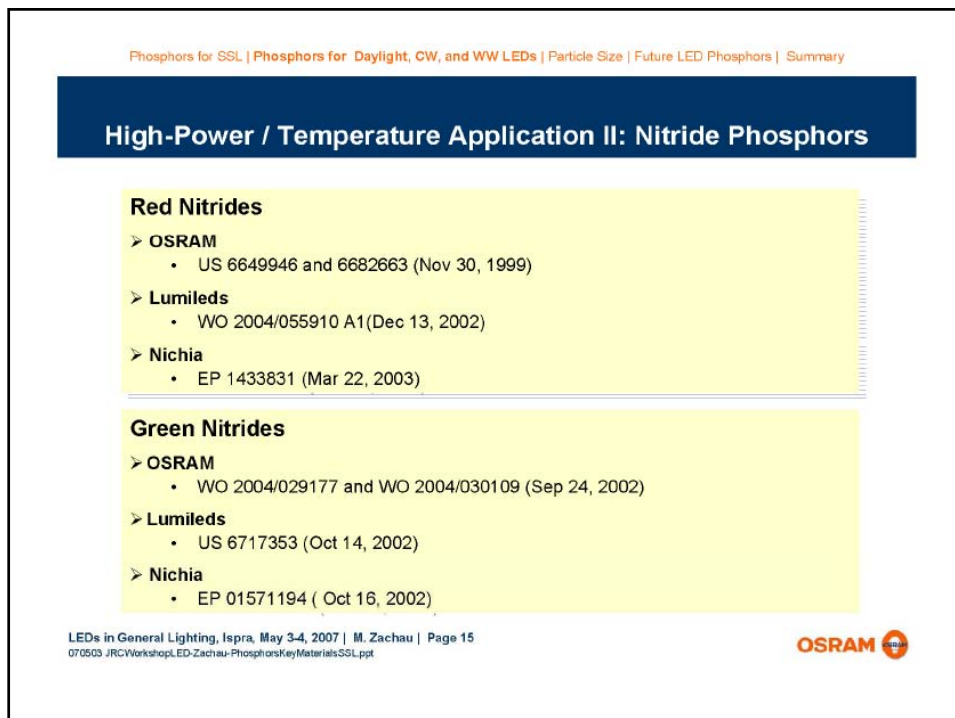 Phosphors for SSL | Phosphors for Daylight, CW, and WW LEDs | Particle Size | Future LED Phosphors | Summary
High-Power / Temperature Application II: Nitride Phosphors
Red Nitrides
➢ OSRAM
• US 6649946 and 6682663 (Nov 30, 1999)
➢ Lumileds
• WO 2004/055910 A1(Dec 13, 2002)
➢ Nichia
• EP 1433831 (Mar 22, 2003)
Green Nitrides
➢ OSRAM
• WO 2004/029177 and WO 2004/030109 (Sep 24, 2002)
➢ Lumileds
• US 6717353 (Oct 14, 2002)
➢ Nichia
• EP 01571194 ( Oct 16, 2002)
LEDs in General Lighting, Ispra, May 3-4, 2007 | M. Zachau | Page 15
070503 JRCWorkshopLED-Zachau-PhosphorsKeyMaterialsSSL.ppt
OSRAM OSRAM